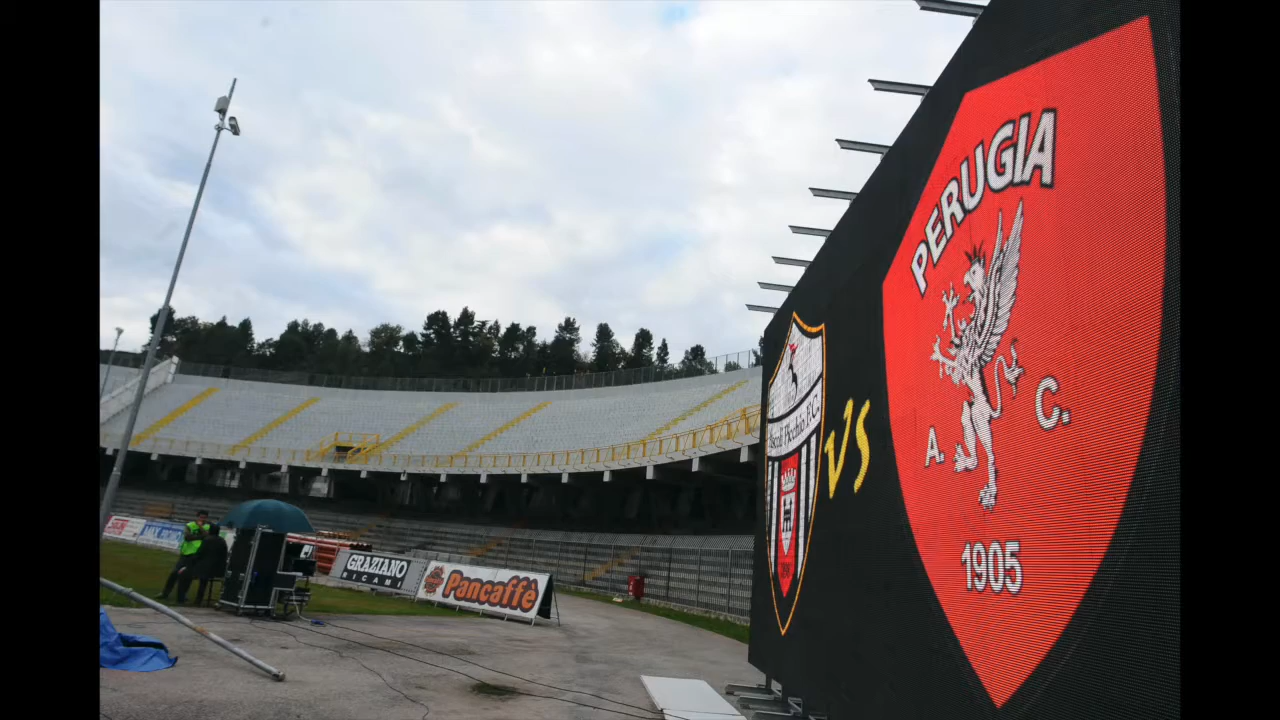 PERUGIA
A. C.
1905
Ascoli Picchio F.C.
VS
GRAZIANO
RICAMI
Pancaffè